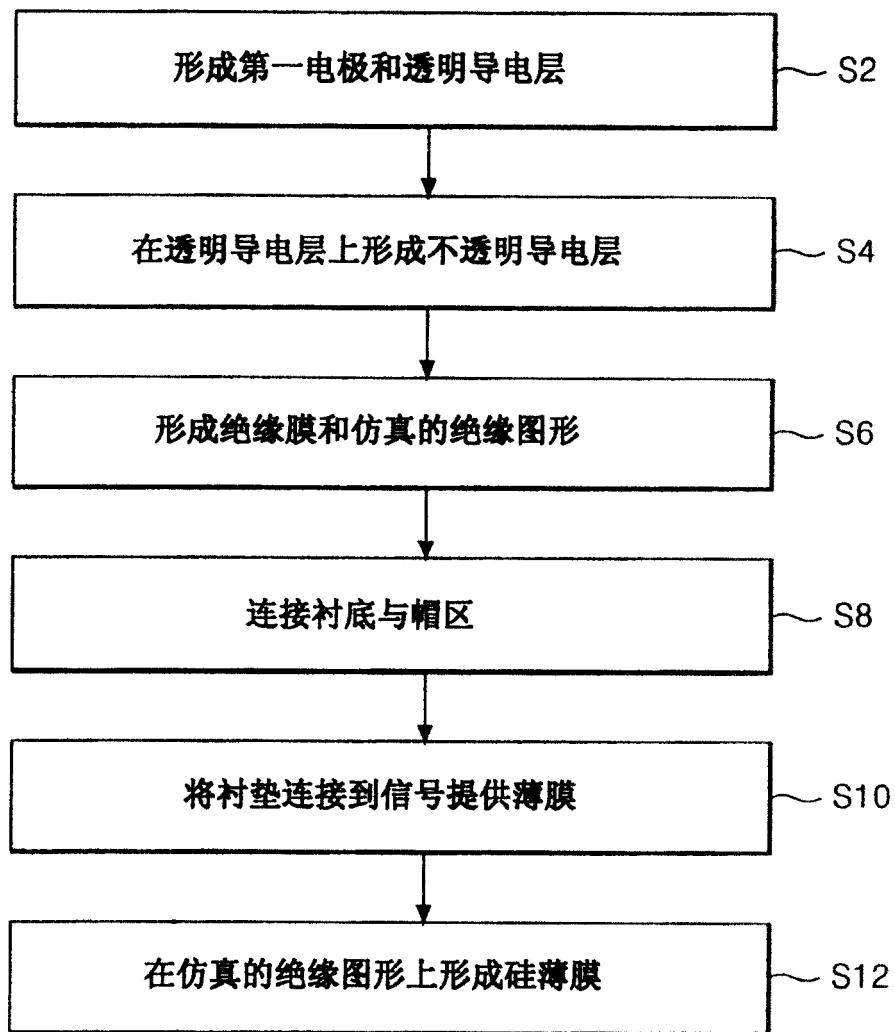 形成第一电极和透明导电层
S2
在透明导电层上形成不透明导电层
S4
形成绝缘膜和仿真的绝缘图形
S6
连接衬底与帽区
S8
将衬垫连接到信号提供薄膜
S10
在仿真的绝缘图形上形成硅薄膜
S12